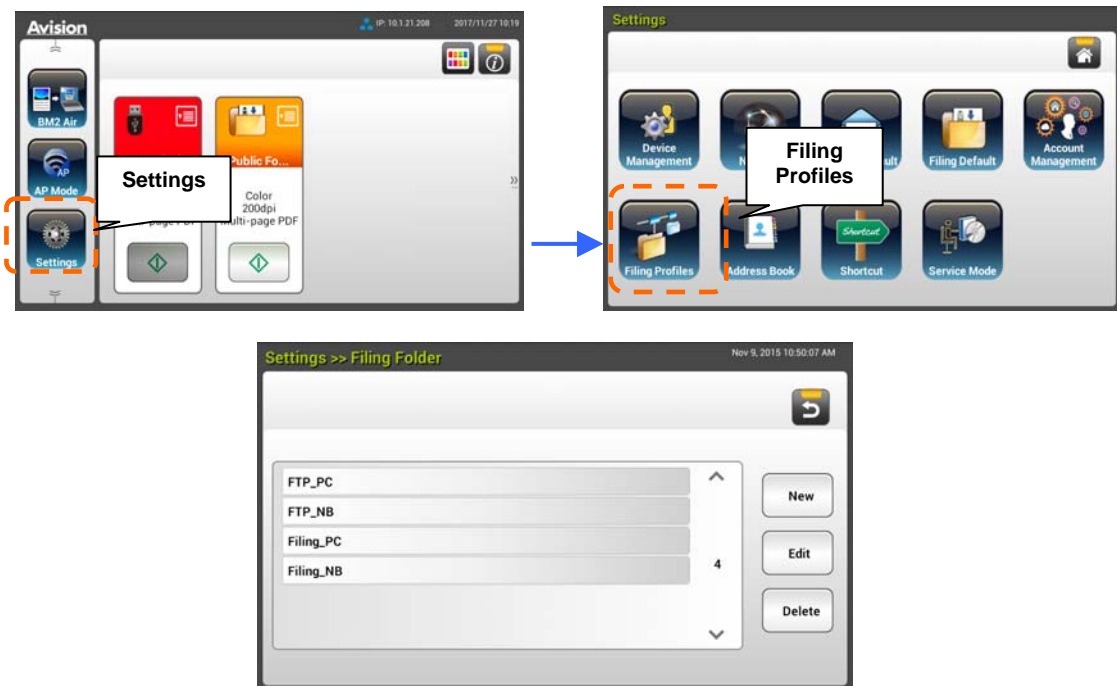 Avision
IP: 10.1.21.208 2017/11/27 10:19
BM2 Air
AP Mode
Settings
Settings
Public Fo...
Color
200dpi
Multi-page PDF
Settings
Device
Management
Filing
Profiles
Filing Default
Account
Management
Filing Profiles
Address Book
Shortcut
Shortcut
Service Mode
Settings >> Filing Folder
Nov 9, 2015 10:50:07 AM
FTP_PC
FTP_NB
Filing_PC
Filing_NB
4
New
Edit
Delete